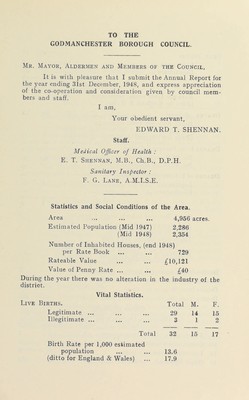 TO THE
GODMANCHESTER BOROUGH COUNCIL.
MR. MAYOR, ALDERMEN AND MEMBERS OF THE COUNCIL,
It is with pleasure that I submit the Annual Report for
the year ending 31st December, 1948, and express appreciation
of the co-operation and consideration given by council mem-
bers and staff.
I am,
Your obedient servant,
EDWARD T. SHENNAN.
Staff.
Medical Officer of Health :
E. T. SHENNAN, M.B., Ch.B., D.P.H.
Sanitary Inspector :
F. G. LANE, A.M.I.S.E.
Statistics and Social Conditions of the Area.
Area ... ... ... 4,956 acres.
Estimated Population (Mid 1947) 2,286
(Mid 1948) 2,354
Number of Inhabited Houses, (end 1948)
per Rate Book ... ... 729
Rateable Value ... ... £10,121
Value of Penny Rate ... ... £40
During the year there was no alteration in the industry of the
district.
Vital Statistics.
LIVE BIRTHS. Total M. F.
Legitimate ... ... ... 29 14 15
Illegitimate ... ... ... 3 1 2
Total 32 15 17
Birth Rate per 1,000 estimated
population ... ... 13.6
(ditto for England & Wales) ... 17.9